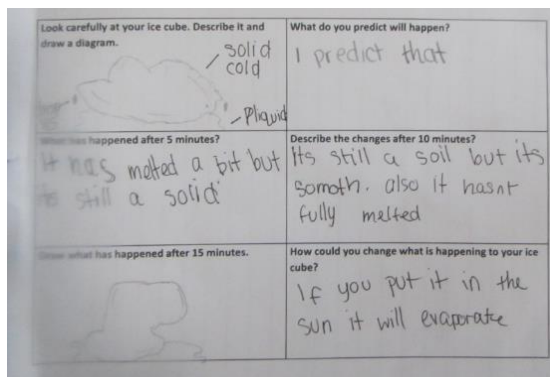 Look carefully at your ice cube. Describe it and
draw a diagram.
solid
cold
Pliquid
What do you predict will happen?
I predict that
has happened after 5 minutes?
It has melted a bit but
its still a solid
Describe the changes after 10 minutes?
Its still a soil but its
somoth. also it hasnt
fully melted
Draw what has happened after 15 minutes.
How could you change what is happening to your ice
cube?
If you put it in the
sun it will evaporate